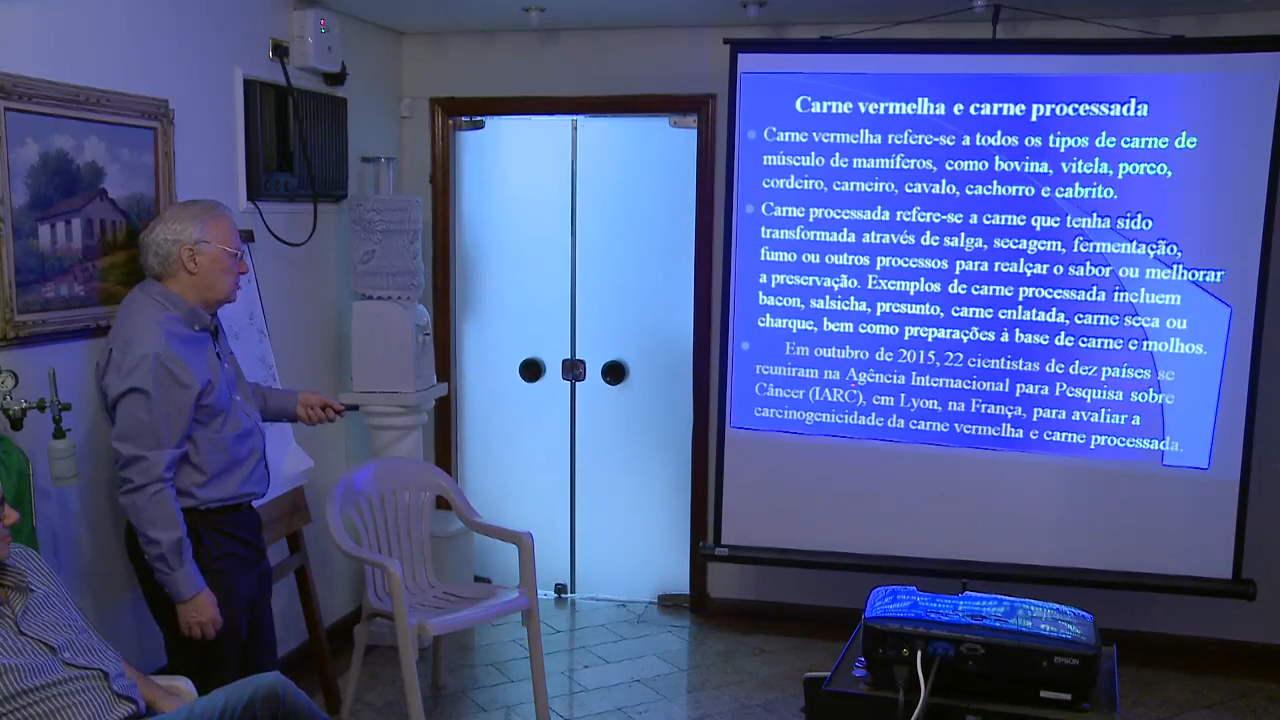 Carne vermelha e carne processada
Carne vermelha refere-se a todos os tipos de carne de
músculo de mamíferos, como bovina, vitela, porco,
cordeiro, carneiro, cavalo, cachorro e cabrito.
Carne processada refere-se a carne que tenha sido
transformada através de salga, secagem, fermentação,
fumo ou outros processos para realçar o sabor ou melhorar
a preservação. Exemplos de carne processada incluem
bacon, salsicha, presunto, carne enlatada, carne seca ou
charque, bem como preparações à base de carne e molhos.
Em outubro de 2015, 22 cientistas de dez países se
reuniram na Agência Internacional para Pesquisa sobre
Câncer (IARC), em Lyon, na França, para avaliar a
carcinogenicidade da carne vermelha e carne processada.
EPSON